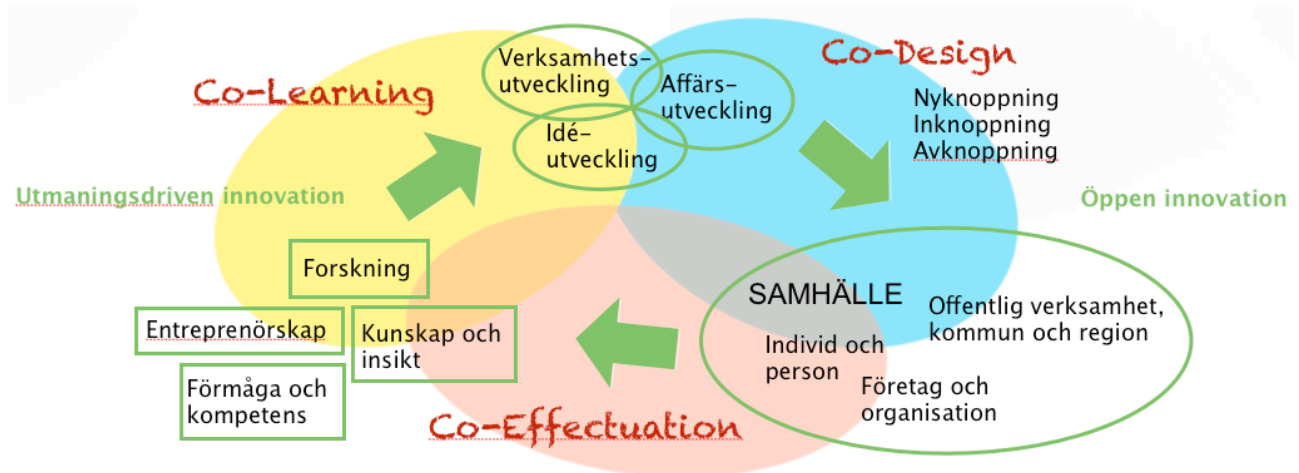 Co-Learning
Verksamhets-
utveckling
Affärs-
utveckling
Idé-
utveckling
Co-Design
Nyknoppning
Inknoppning
Avknoppning
Utmaningsdriven innovation
Öppen innovation
Forskning
Entreprenörskap
Kunskap och
insikt
Förmåga och
kompetens
SAMHÄLLE
Offentlig verksamhet,
kommun och region
Individ och
person
Företag och
organisation
Co-Effectuation